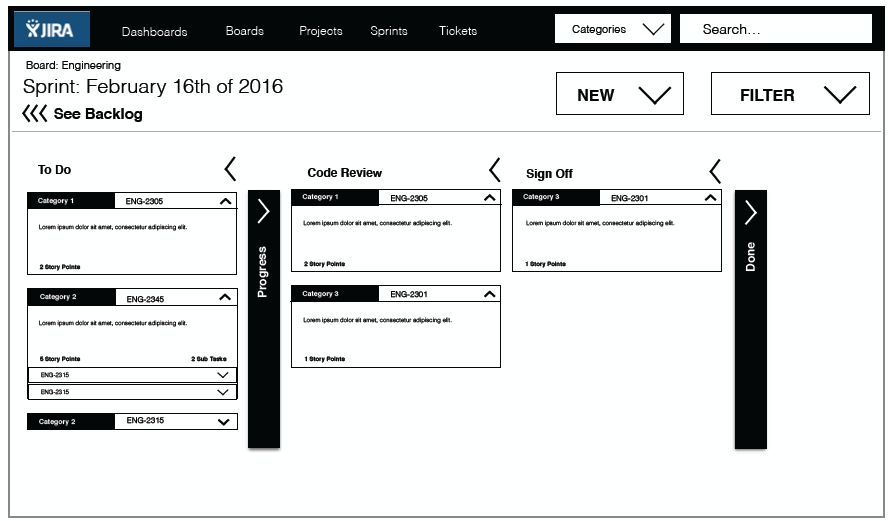 JIRA
Dashboards
Boards
Projects
Sprints
Tickets
Categories
Search...
Board: Engineering
Sprint: February 16th of 2016
See Backlog
NEW
FILTER
To Do
Category 1
ENG-2305
Lorem ipsum dolor sit amet, consectetur adipiscing elit.
2 Story Points
Category 2
ENG-2345
Lorem ipsum dolor sit amet, consectetur adipiscing elit.
5 Story Points
2 Sub Tasks
ENG-2315
ENG-2315
Category 2
ENG-2315
Progress
Code Review
Category 1
ENG-2305
Lorem ipsum dolor sit amet, consectetur adipiscing elit.
2 Story Points
Category 3
ENG-2301
Lorem ipsum dolor sit amet, consectetur adipiscing elit.
1 Story Points
Sign Off
Category 3
ENG-2301
Lorem ipsum dolor sit amet, consectetur adipiscing elit.
1 Story Points
Done